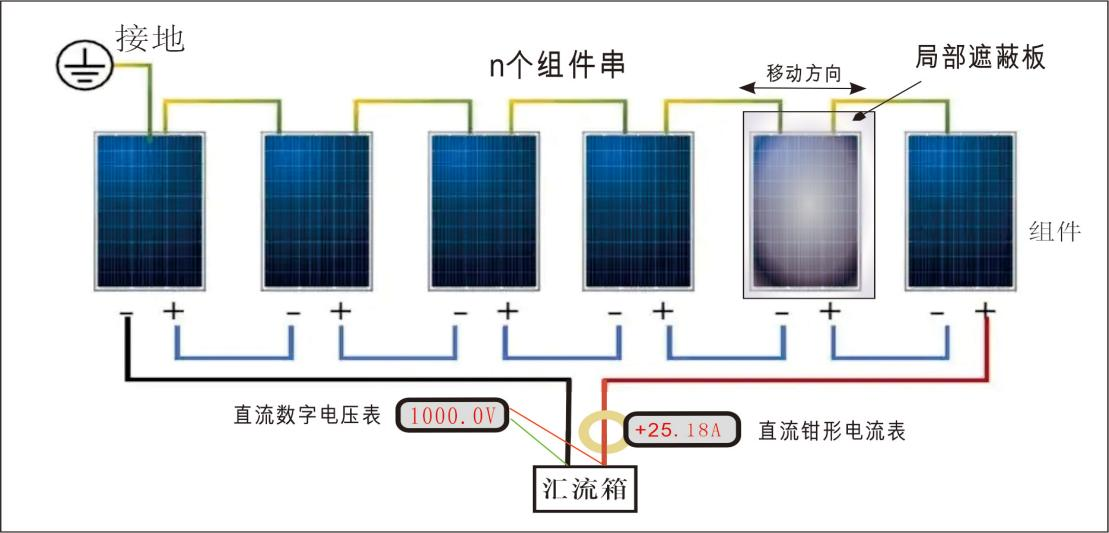 接地
n个组件串
移动方向
局部遮蔽板
组件
- + - + - + - + - + - +
直流数字电压表
1000.0V
+25.18A
直流钳形电流表
汇流箱